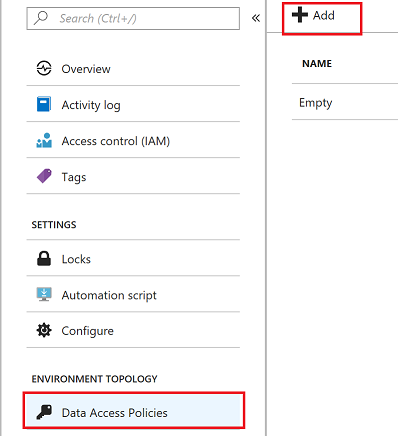 Search (Ctrl+/)
«
Overview
Activity log
Access control (IAM)
Tags
SETTINGS
Locks
Automation script
Configure
ENVIRONMENT TOPOLOGY
Data Access Policies
Add
NAME
Empty